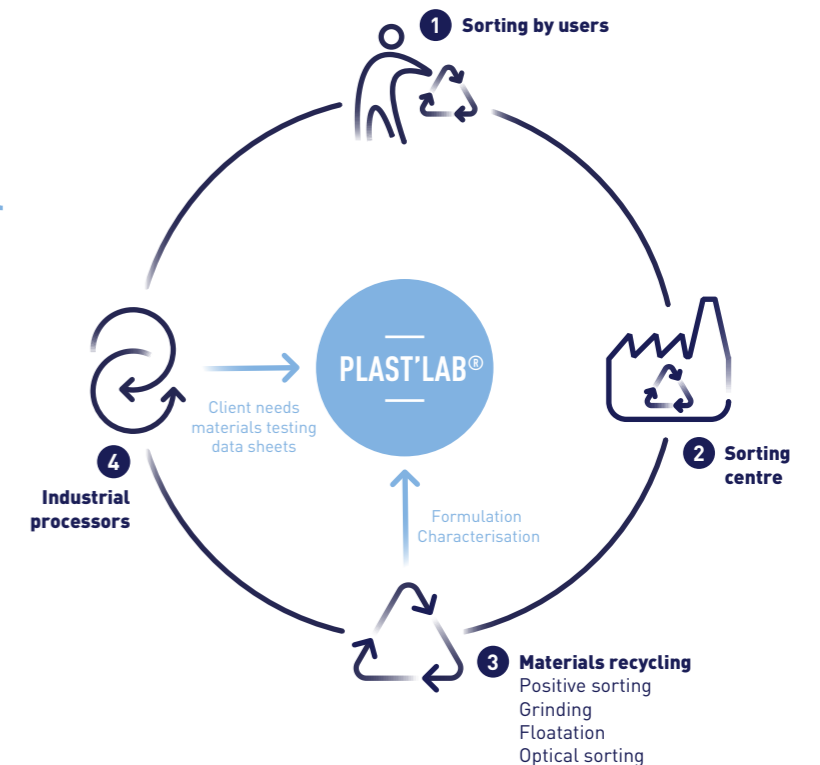 1 Sorting by users
PLAST'LAB®
Client needs
materials testing
data sheets
2 Sorting
centre
4
Industrial
processors
Formulation
Characterisation
3 Materials recycling
Positive sorting
Grinding
Floatation
Optical sorting